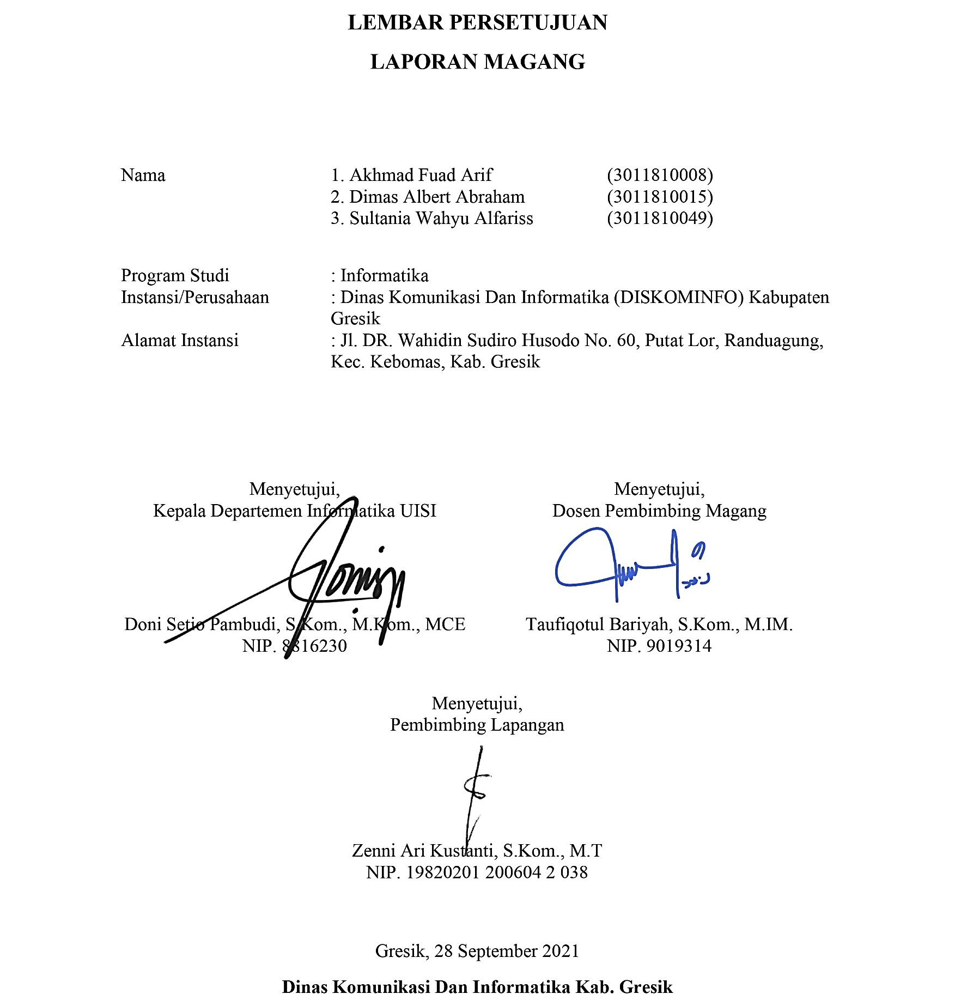 LEMBAR PERSETUJUAN
LAPORAN MAGANG
Nama 1. Akhmad Fuad Arif (3011810008)
2. Dimas Albert Abraham (3011810015)
3. Sultania Wahyu Alfariss (3011810049)
Program Studi : Informatika
Instansi/Perusahaan : Dinas Komunikasi Dan Informatika (DISKOMINFO) Kabupaten
Gresik
Alamat Instansi : Jl. DR. Wahidin Sudiro Husodo No. 60, Putat Lor, Randuagung,
Kec. Kebomas, Kab. Gresik
Menyetujui,
Kepala Departemen Informatika UISI
Doni Setio Pambudi, S.Kom., M.Kom., MCE
NIP. 8816230
Menyetujui,
Dosen Pembimbing Magang
Taufiqotul Bariyah, S.Kom., M.IM.
NIP. 9019314
Menyetujui,
Pembimbing Lapangan
Zenni Ari Kustanti, S.Kom., M.T
NIP. 19820201 200604 2 038
Gresik, 28 September 2021
Dinas Komunikasi Dan Informatika Kab. Gresik